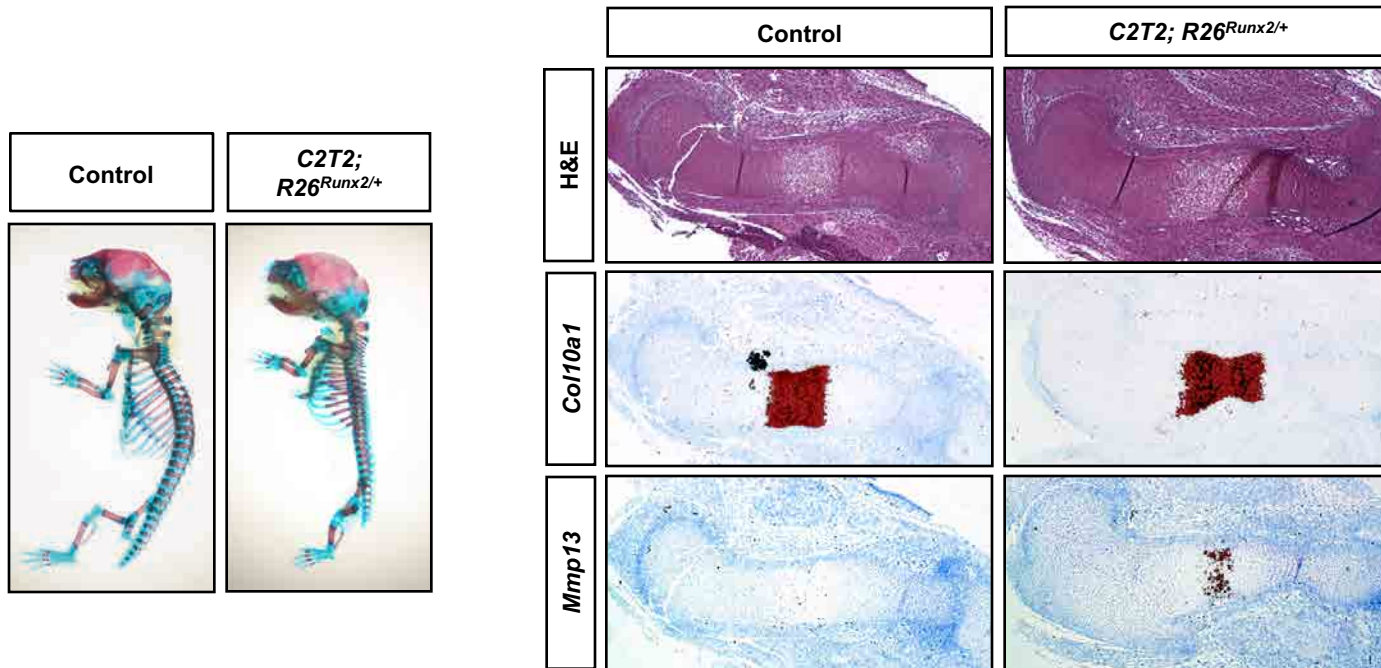 Control
C2T2;
R26Runx2/+
Control
C2T2; R26Runx2/+
H&E
Col10a1
Mmp13